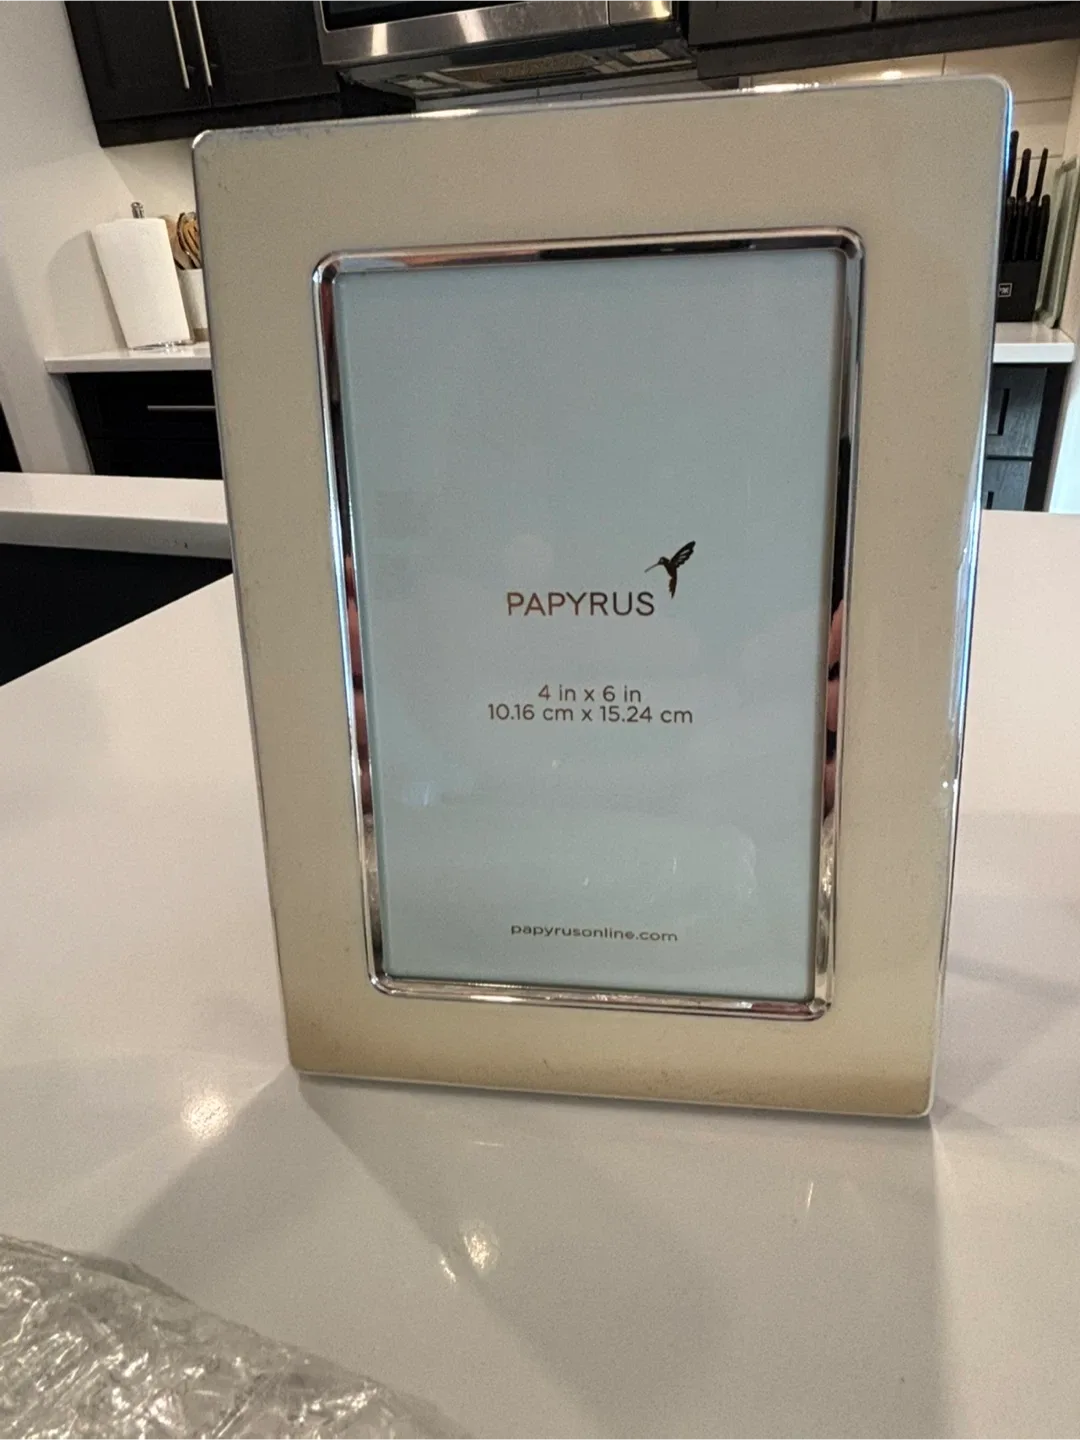 PAPYRUS
4 in x 6 in
10.16 cm x 15.24 cm
papyrusonline.com